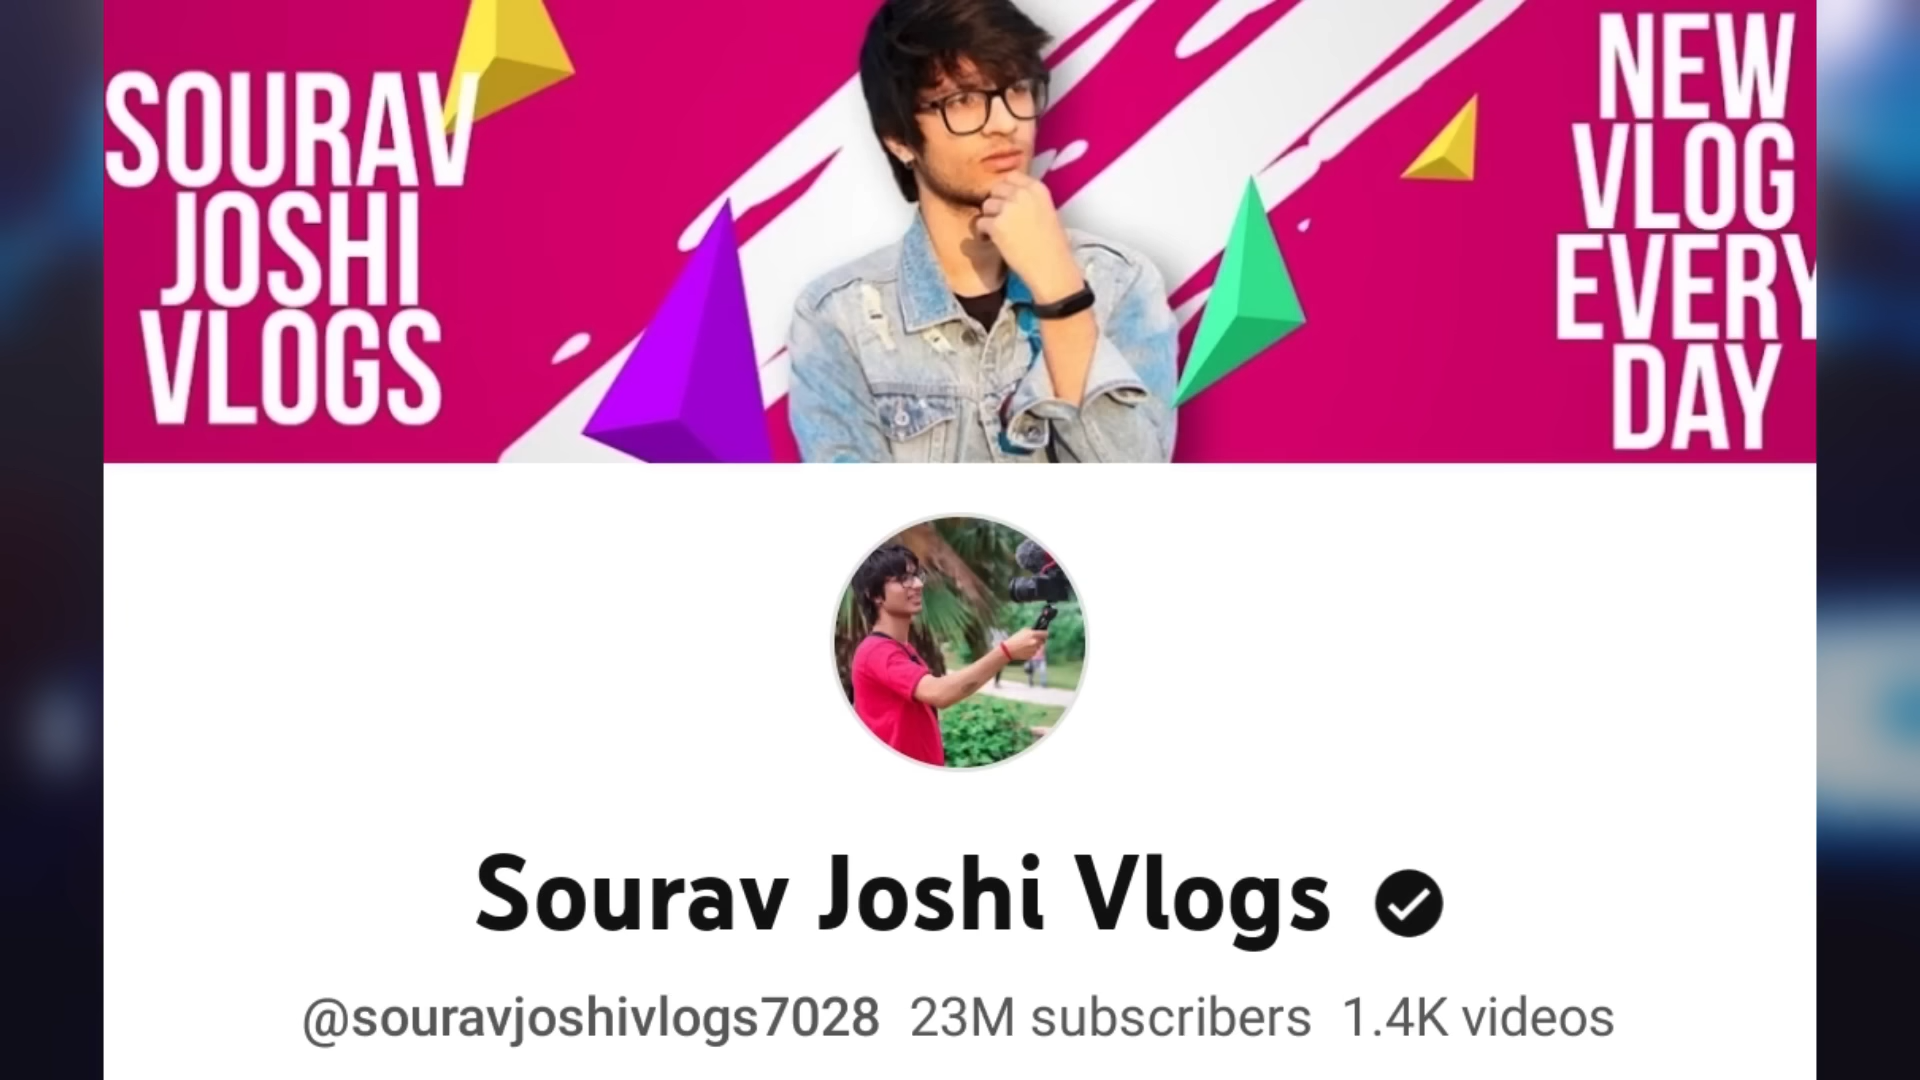 SOURAV
JOSHI
VLOGS
NEW
VLOG
EVERY
DAY
Sourav Joshi Vlogs
@souravjoshivlogs7028 23M subscribers 1.4K videos